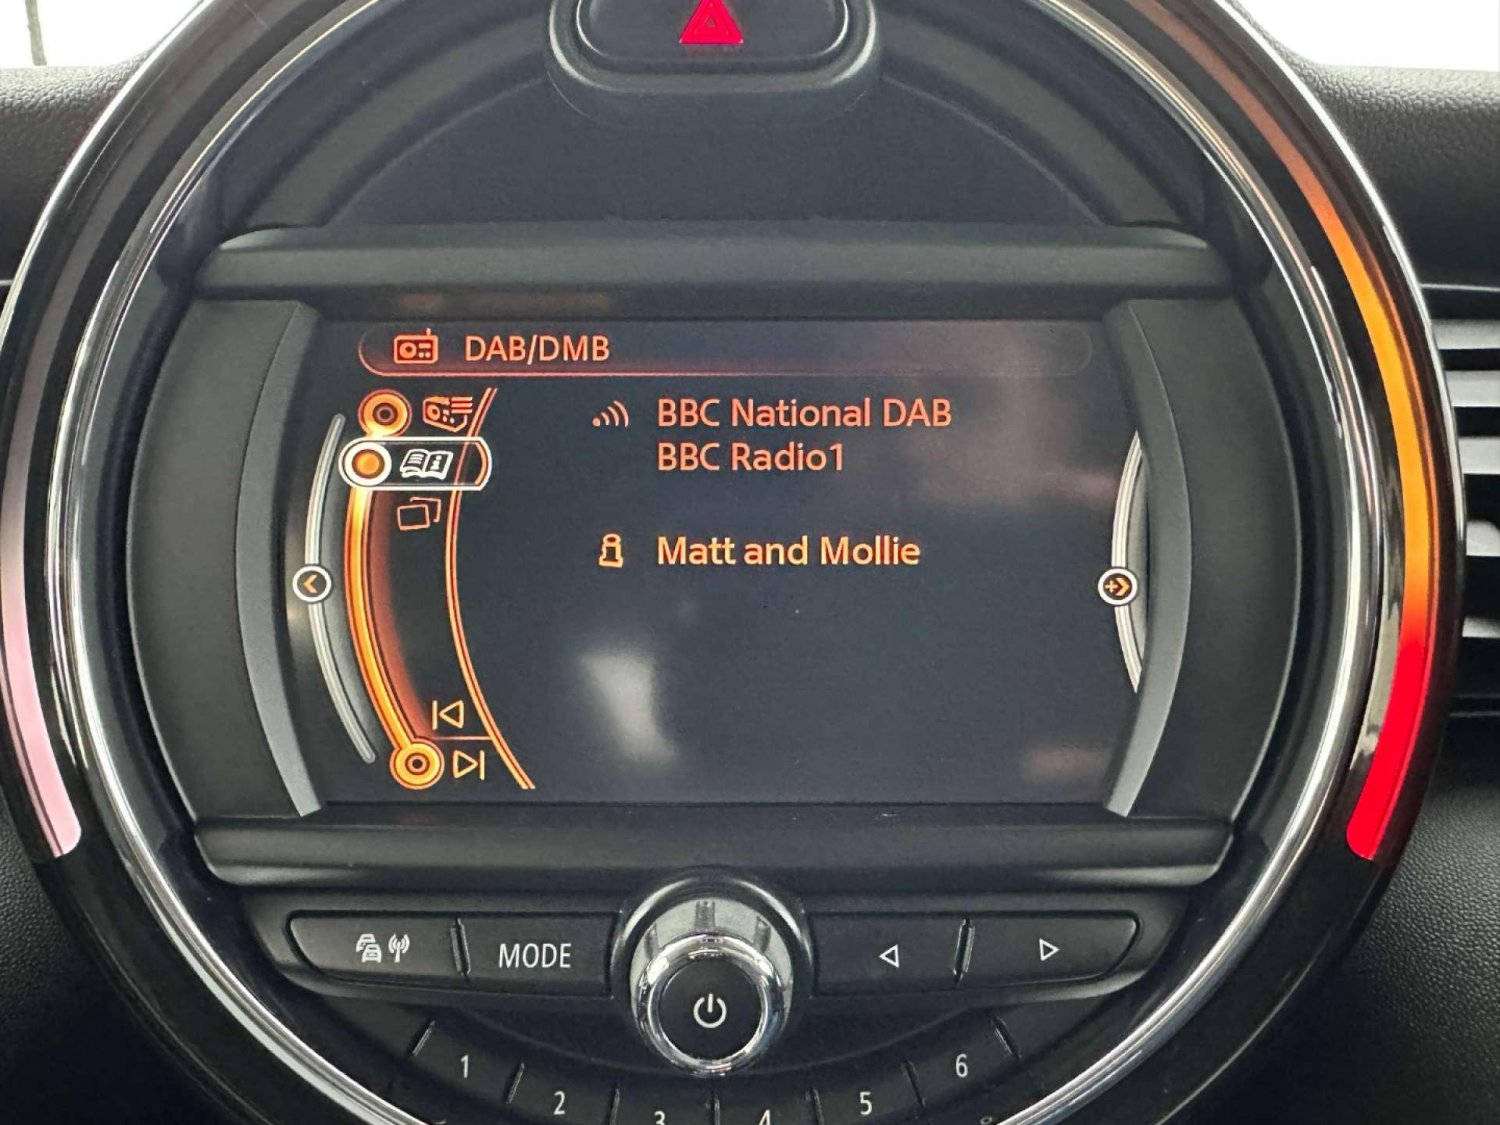 DAB/DMB
BBC National DAB
BBC Radio1
Matt and Mollie
MODE
1
2
3
4
5
6